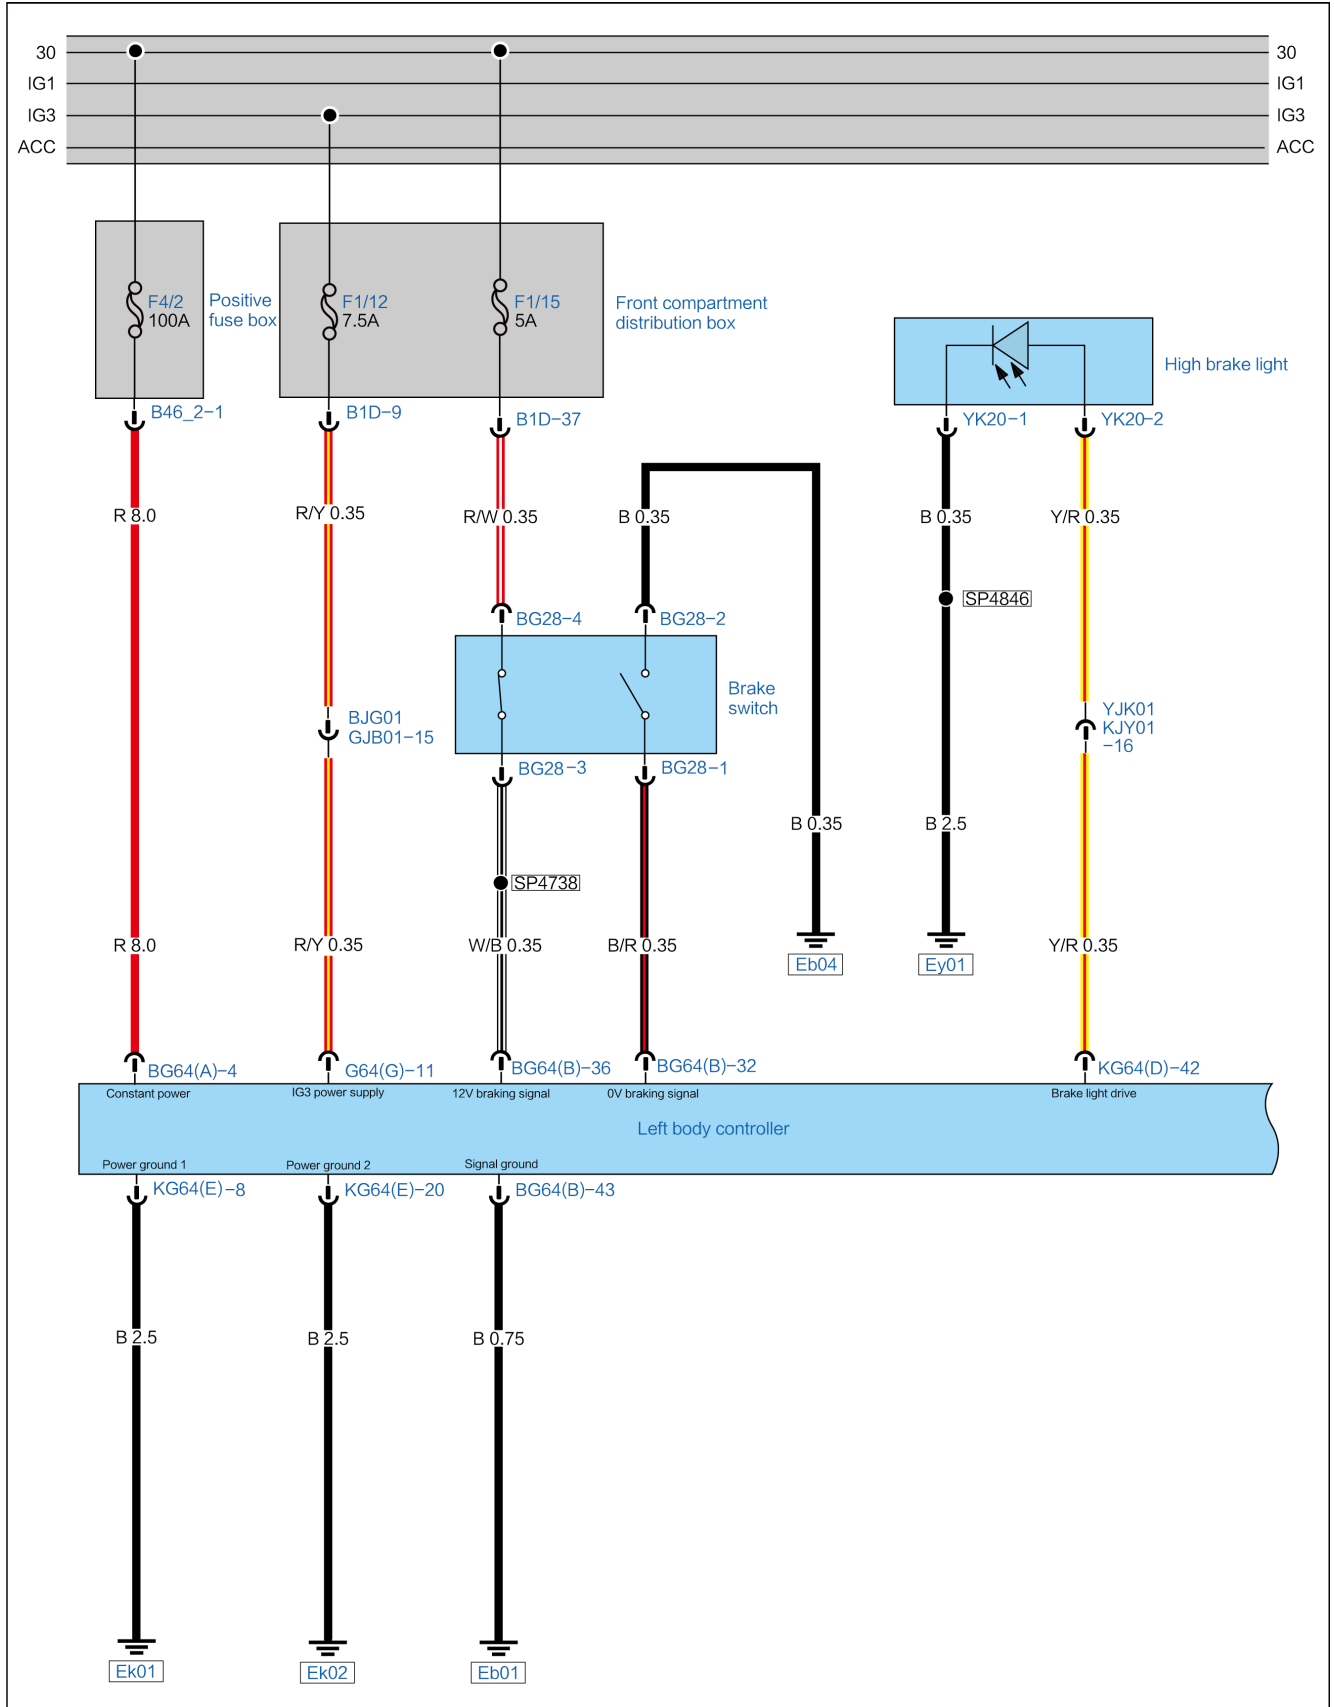 30
30
IG1
IG1
IG3
IG3
ACC
ACC
F4/2
100A
Positive
fuse box
F1/12
7.5A
F1/15
5A
Front compartment
distribution box
High brake light
B46_2-1
B1D-9
B1D-37
YK20-1
YK20-2
R 8.0
R/Y 0.35
R/W 0.35
B 0.35
B 0.35
Y/R 0.35
SP4846
BG28-4
BG28-2
Brake
switch
BJG01
GJB01-15
YJK01
KJY01
-16
BG28-3
BG28-1
B 0.35
B 2.5
SP4738
R 8.0
R/Y 0.35
W/B 0.35
B/R 0.35
Y/R 0.35
Eb04
Ey01
BG64(A)-4
G64(G)-11
BG64(B)-36
BG64(B)-32
KG64(D)-42
Constant power
IG3 power supply
12V braking signal
0V braking signal
Brake light drive
Left body controller
Power ground 1
Power ground 2
Signal ground
KG64(E)-8
KG64(E)-20
BG64(B)-43
B 2.5
B 2.5
B 0.75
Ek01
Ek02
Eb01